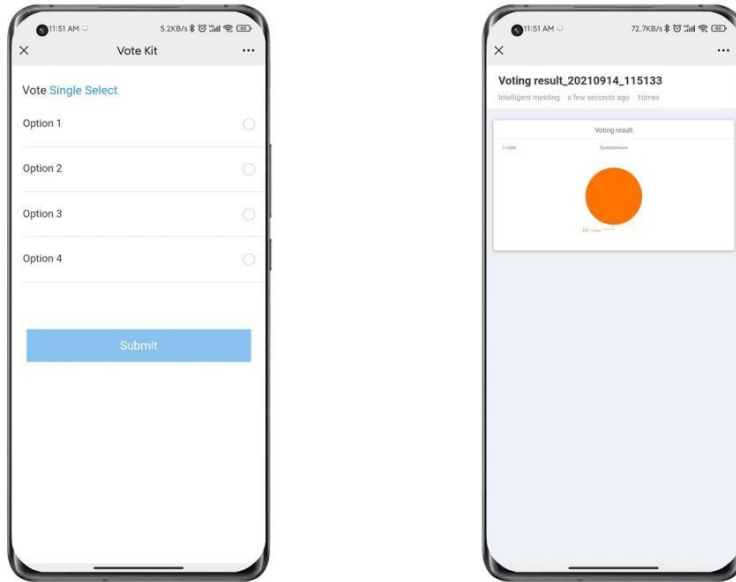 11:51 AM 5.2KB/s
Vote Kit
Vote Single Select
Option 1
Option 2
Option 3
Option 4
Submit
11:51 AM 72.7KB/s
Voting result_20210914_115133
Intelligent meeting a few seconds ago 1times
Voting result
1 vote Questionnaire